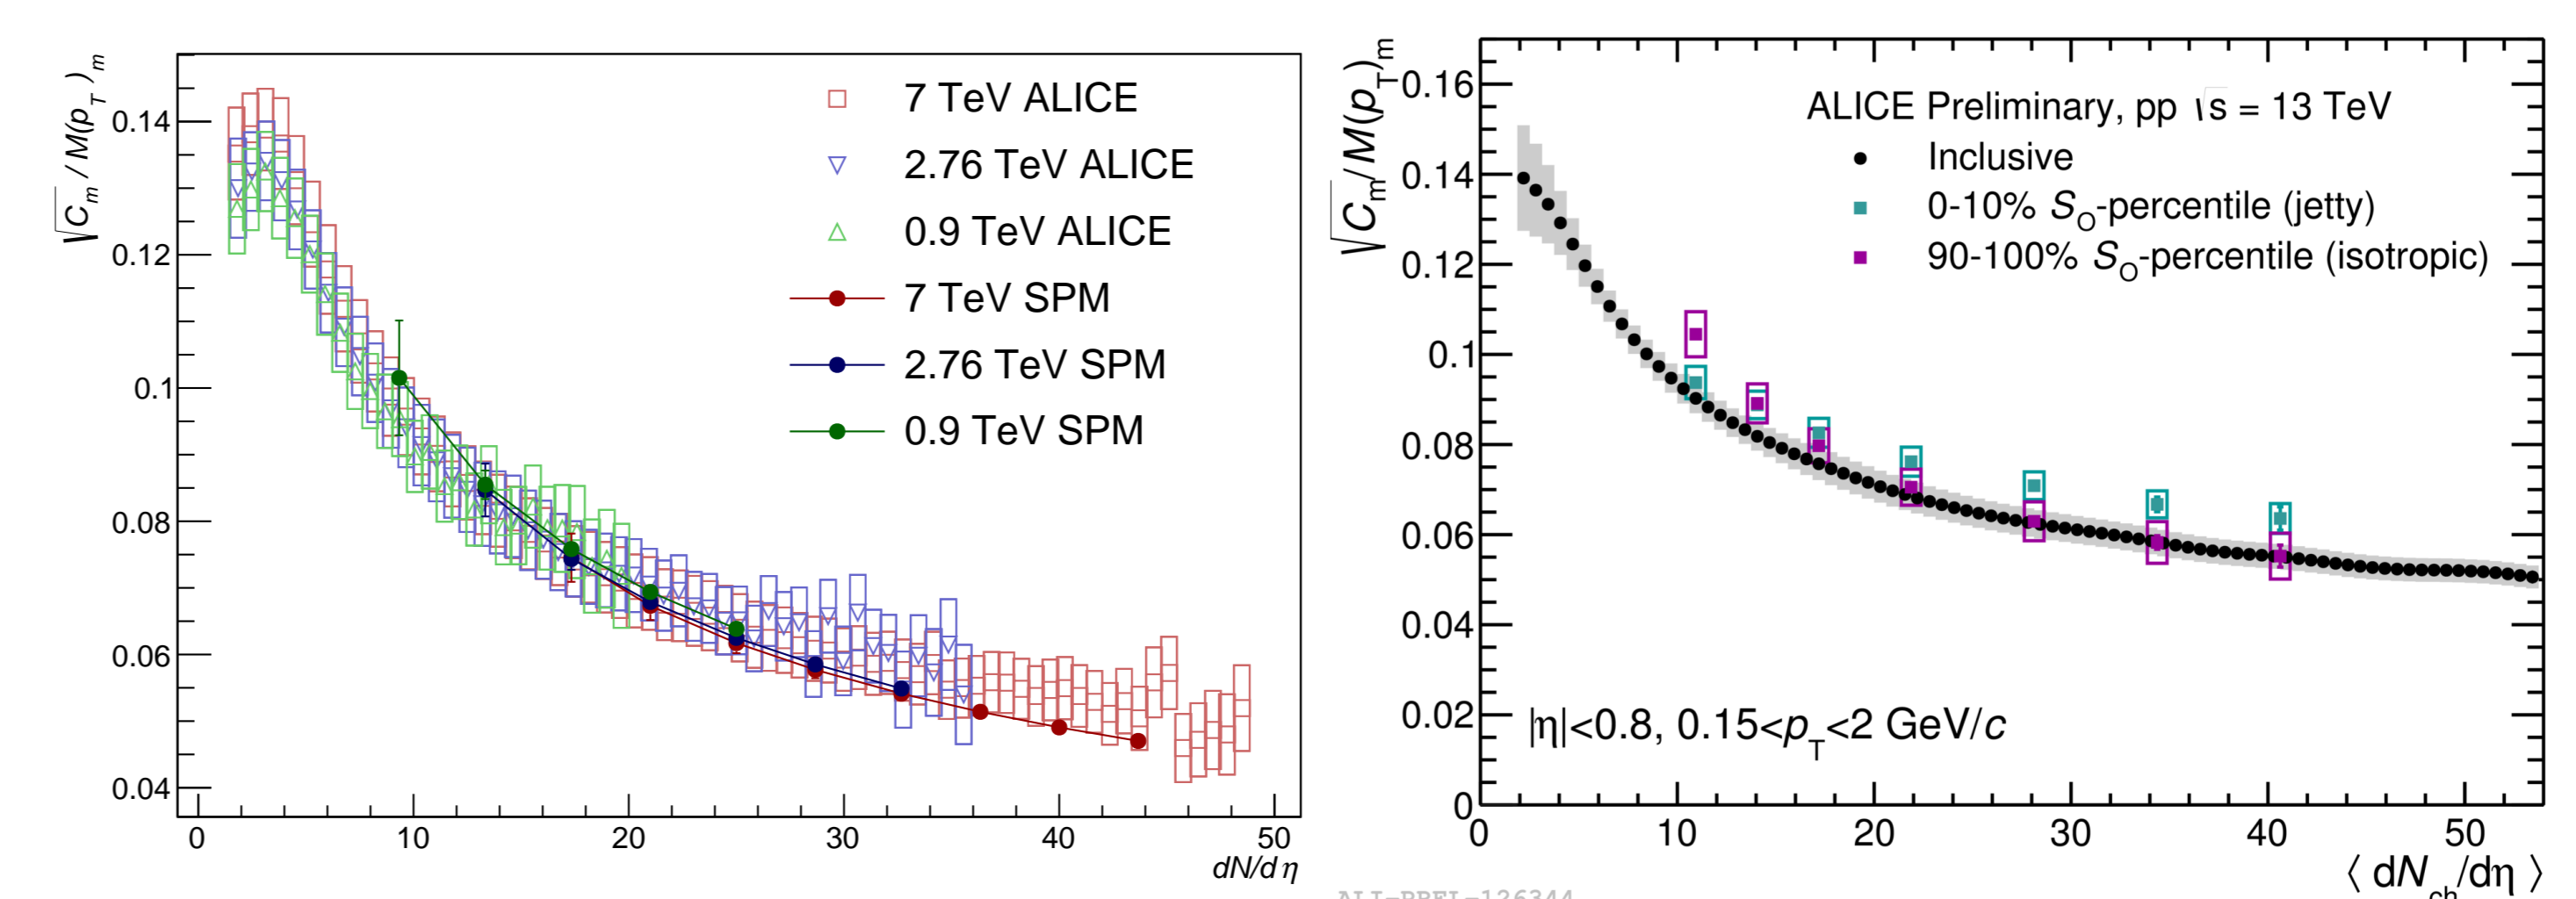 √C_m / M(p_T)_m
0.14
0.12
0.1
0.08
0.06
0.04
0 10 20 30 40 50
dN/dη
7 TeV ALICE
2.76 TeV ALICE
0.9 TeV ALICE
7 TeV SPM
2.76 TeV SPM
0.9 TeV SPM
√C_m / M(p_T)_m
0.16
0.14
0.12
0.1
0.08
0.06
0.04
0.02
0
ALICE Preliminary, pp √s = 13 TeV
Inclusive
0-10% S_O-percentile (jetty)
90-100% S_O-percentile (isotropic)
|η|<0.8, 0.15<p_T<2 GeV/c
0 10 20 30 40 50
⟨ dN_ch/dη ⟩
ALI-PREL-126344